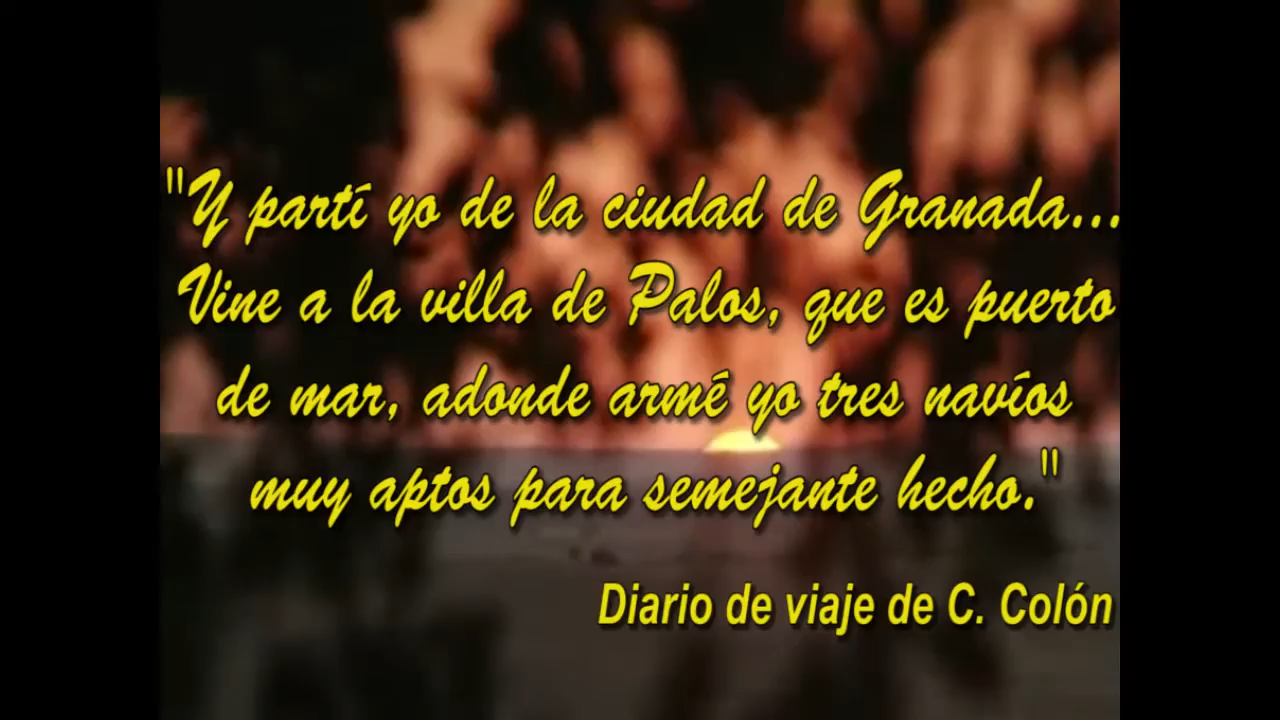 "Y partí yo de la ciudad de Granada...
Vine a la villa de Palos, que es puerto
de mar, adonde armé yo tres navíos
muy aptos para semejante hecho."
Diario de viaje de C. Colón